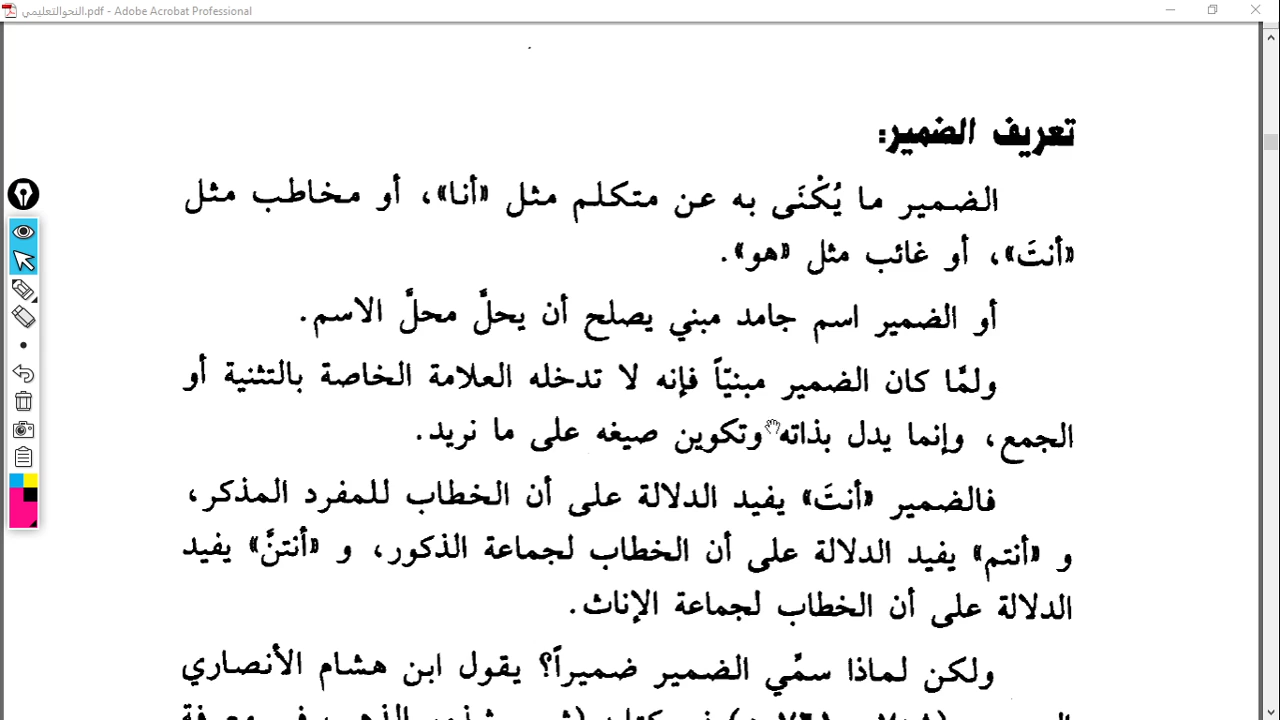 النحوالتعليمي.pdf - Adobe Acrobat Professional
تعريف الضمير:
الضمير ما يُكْنَى به عن متكلم مثل «أنا»، أو مخاطب مثل
«أنتَ»، أو غائب مثل «هو».
أو الضمير اسم جامد مبني يصلح أن يحلَّ محلَّ الاسم.
ولمَّا كان الضمير مبنيّاً فإنه لا تدخله العلامة الخاصة بالتثنية أو
الجمع، وإنما يدل بذاته وتكوين صيغه على ما نريد.
فالضمير «أنتَ» يفيد الدلالة على أن الخطاب للمفرد المذكر،
و «أنتم» يفيد الدلالة على أن الخطاب لجماعة الذكور، و «أنتنَّ» يفيد
الدلالة على أن الخطاب لجماعة الإناث.
ولكن لماذا سمِّي الضمير ضميراً؟ يقول ابن هشام الأنصاري